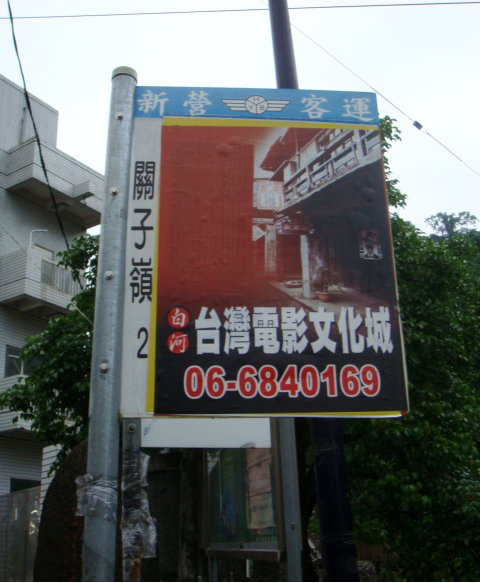 新營客運
關子嶺2
白河
台灣電影文化城
06-6840169